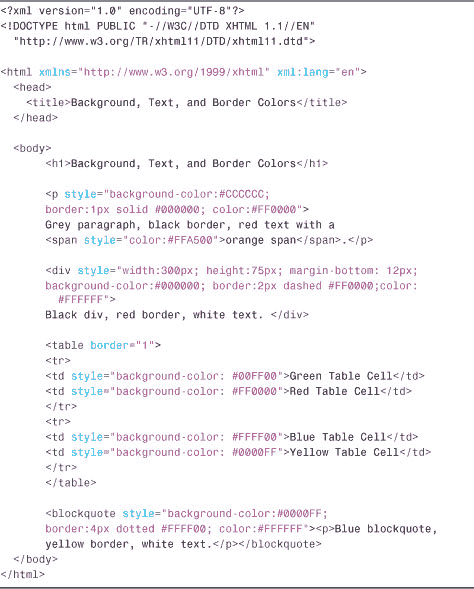 <?xml version="1.0" encoding="UTF-8"?>
<!DOCTYPE html PUBLIC "-//W3C//DTD XHTML 1.1//EN"
  "http://www.w3.org/TR/xhtml11/DTD/xhtml11.dtd">

<html xmlns="http://www.w3.org/1999/xhtml" xml:lang="en">
  <head>
    <title>Background, Text, and Border Colors</title>
  </head>

  <body>
       <h1>Background, Text, and Border Colors</h1>

       <p style="background-color:#CCCCCC;
       border:1px solid #000000; color:#FF0000">
       Grey paragraph, black border, red text with a
       <span style="color:#FFA500">orange span</span>.</p>

       <div style="width:300px; height:75px; margin-bottom: 12px;
       background-color:#000000; border:2px dashed #FF0000;color:
         #FFFFFF">
       Black div, red border, white text. </div>

       <table border="1">
       <tr>
       <td style="background-color: #00FF00">Green Table Cell</td>
       <td style="background-color: #FF0000">Red Table Cell</td>
       </tr>
       <tr>
       <td style="background-color: #FFFF00">Blue Table Cell</td>
       <td style="background-color: #0000FF">Yellow Table Cell</td>
       </tr>
       </table>

       <blockquote style="background-color:#0000FF;
       border:4px dotted #FFFF00; color:#FFFFFF"><p>Blue blockquote,
       yellow border, white text.</p></blockquote>
  </body>
</html>